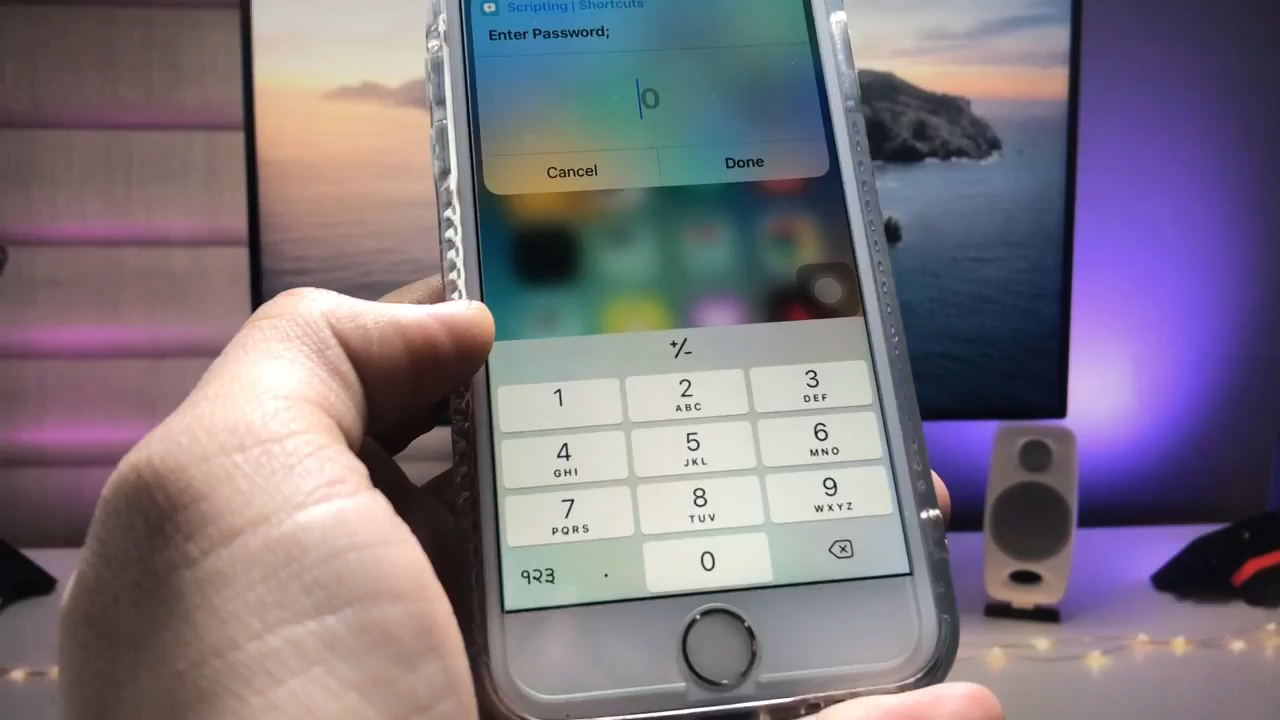 Scripting | Shortcuts
Enter Password;
0
Cancel Done
+/-
1 2 3
ABC DEF
4 5 6
GHI JKL MNO
7 8 9
PQRS TUV WXYZ
१२३ . 0